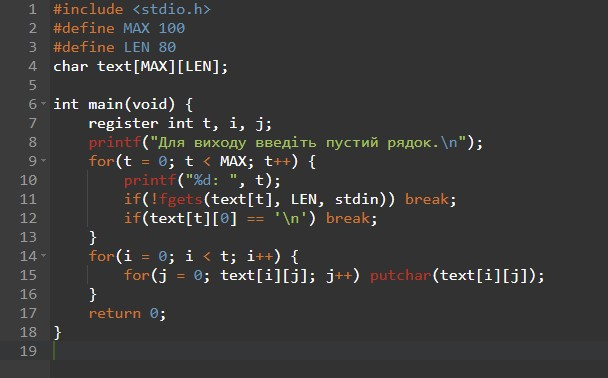 1 #include <stdio.h>
2 #define MAX 100
3 #define LEN 80
4 char text[MAX][LEN];
5
6 int main(void) {
7     register int t, i, j;
8     printf("Для виходу введіть пустий рядок.\n");
9     for(t = 0; t < MAX; t++) {
10         printf("%d: ", t);
11         if(!fgets(text[t], LEN, stdin)) break;
12         if(text[t][0] == '\n') break;
13     }
14     for(i = 0; i < t; i++) {
15         for(j = 0; text[i][j]; j++) putchar(text[i][j]);
16     }
17     return 0;
18 }
19